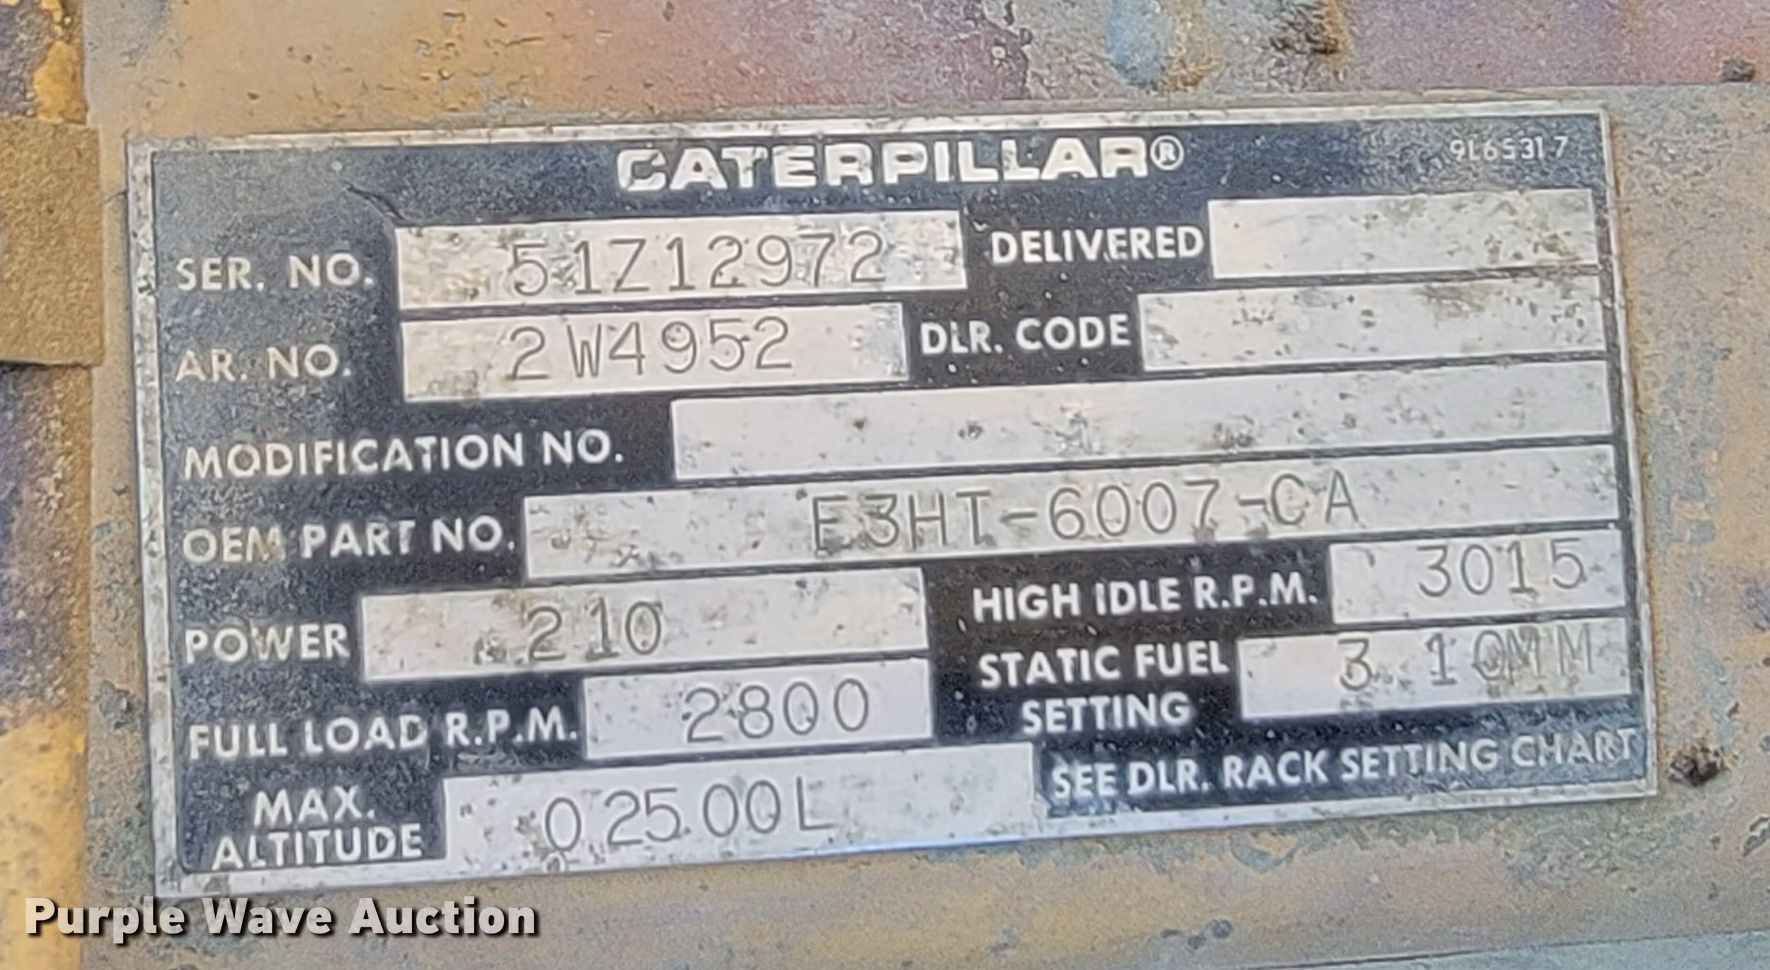 CATERPILLAR® 9L6531 7
SER. NO. 51Z12972 DELIVERED
AR. NO. 2W4952 DLR. CODE
MODIFICATION NO.
OEM PART NO. E3HT-6007-CA
POWER 210 HIGH IDLE R.P.M. 3015
FULL LOAD R.P.M. 2800 STATIC FUEL SETTING 3.10MM
MAX. ALTITUDE 02500L SEE DLR. RACK SETTING CHART
Purple Wave Auction